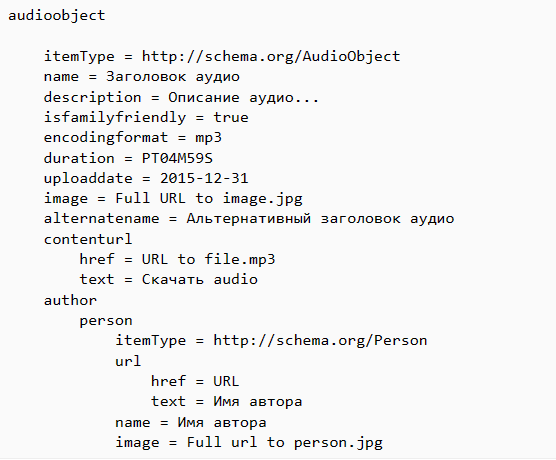 audioobject
itemType = http://schema.org/AudioObject
name = Заголовок аудио
description = Описание аудио...
isfamilyfriendly = true
encodingformat = mp3
duration = PT04M59S
uploaddate = 2015-12-31
image = Full URL to image.jpg
alternatename = Альтернативный заголовок аудио
contenturl
href = URL to file.mp3
text = Скачать audio
author
person
itemType = http://schema.org/Person
url
href = URL
text = Имя автора
name = Имя автора
image = Full url to person.jpg